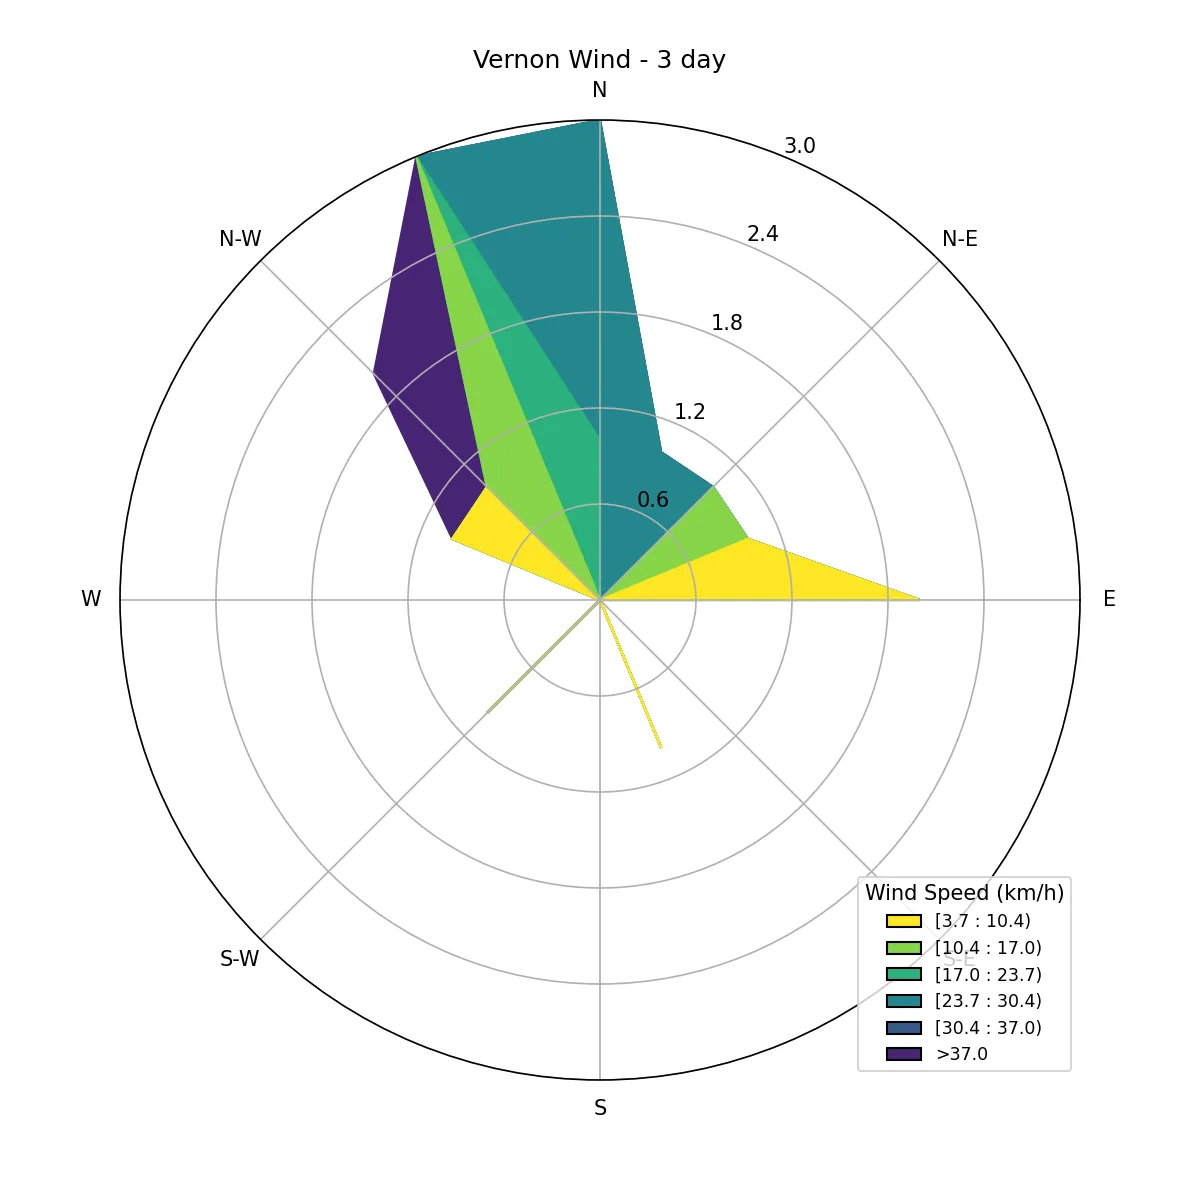 Vernon Wind - 3 day
N
3.0
N-W
2.4
N-E
1.8
1.2
0.6
W
E
S-W
S-E
S
Wind Speed (km/h)
[3.7 : 10.4)
[10.4 : 17.0)
[17.0 : 23.7)
[23.7 : 30.4)
[30.4 : 37.0)
>37.0